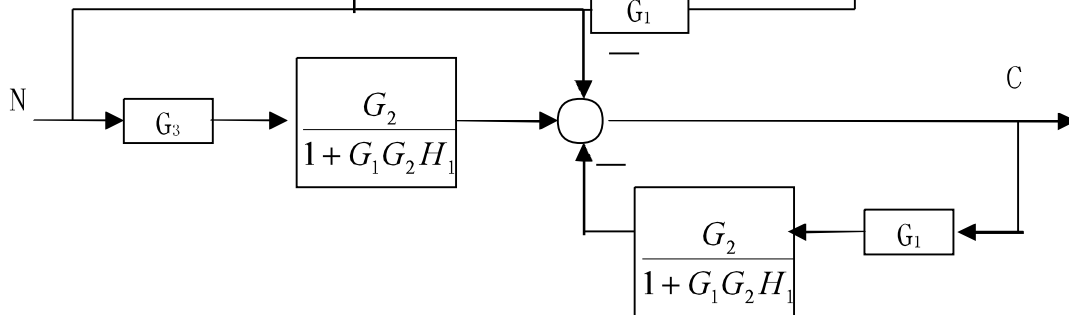 G₁
—
C
N
G₃
G₂
1 + G₁G₂H₁
—
G₂
1 + G₁G₂H₁
G₁